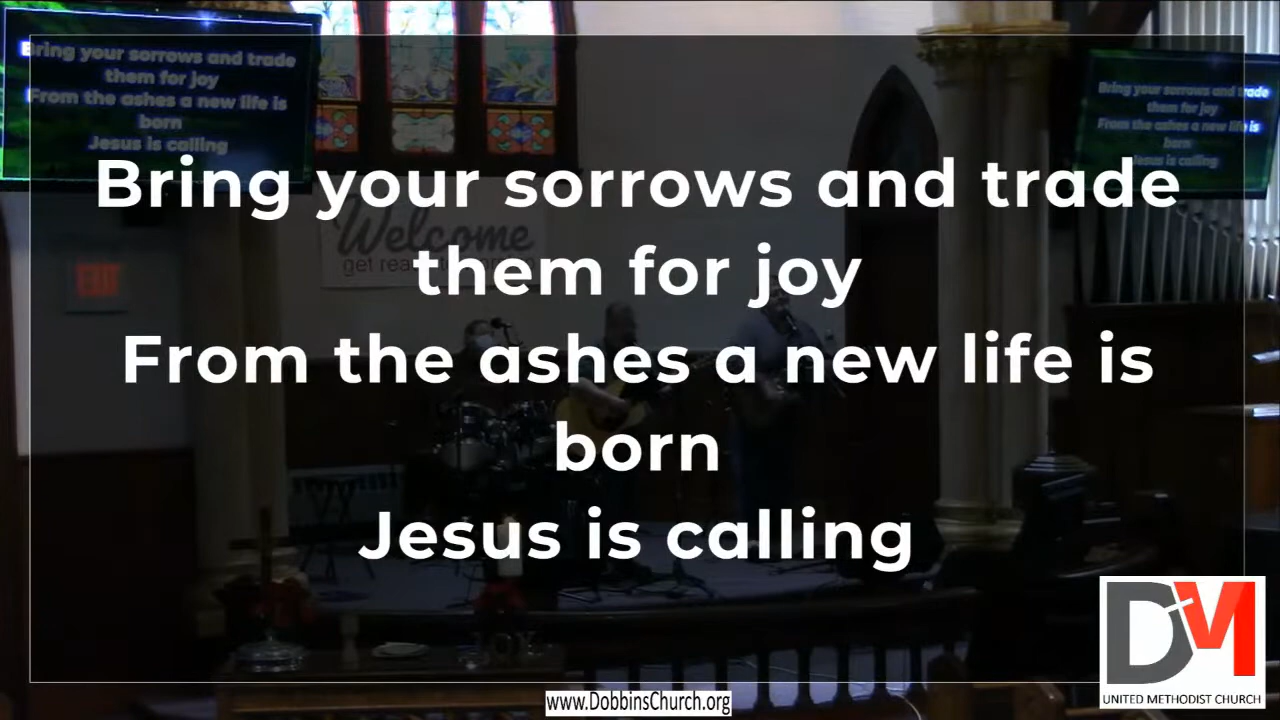 Bring your sorrows and trade
them for joy
From the ashes a new life is
born
Jesus is calling
Bring your sorrows and trade
them for joy
From the ashes a new life is
born
Jesus is calling
Welcome
get
EXIT
Bring your sorrows and trade
them for joy
From the ashes a new life is
born
Jesus is calling
DM
UNITED METHODIST CHURCH
www.DobbinsChurch.org